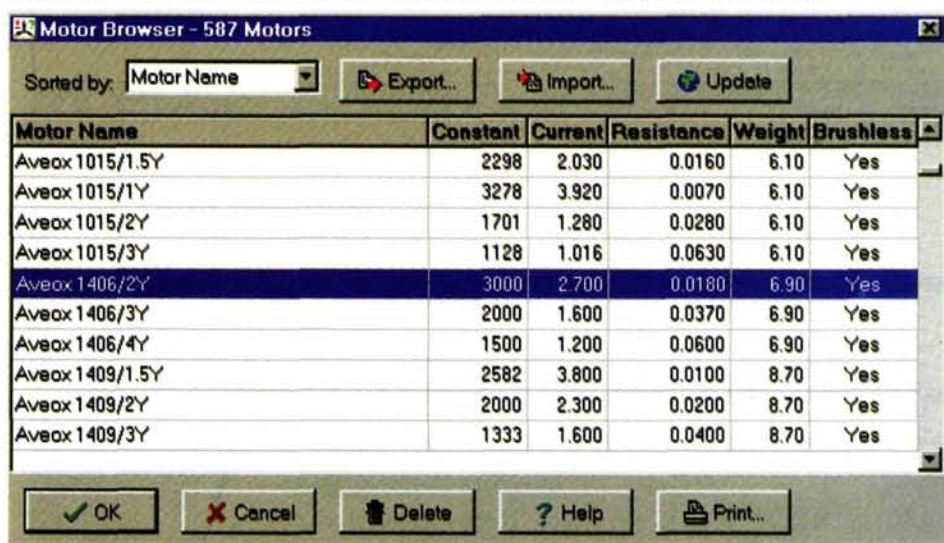 Motor Browser - 587 Motors
Sorted by: Motor Name Export... Import... Update
Motor Name Constant Current Resistance Weight Brushless
Aveox 1015/1.5Y 2298 2.030 0.0160 6.10 Yes
Aveox 1015/1Y 3278 3.920 0.0070 6.10 Yes
Aveox 1015/2Y 1701 1.280 0.0280 6.10 Yes
Aveox 1015/3Y 1128 1.016 0.0630 6.10 Yes
Aveox 1406/2Y 3000 2.700 0.0180 6.90 Yes
Aveox 1406/3Y 2000 1.600 0.0370 6.90 Yes
Aveox 1406/4Y 1500 1.200 0.0600 6.90 Yes
Aveox 1409/1.5Y 2582 3.800 0.0100 8.70 Yes
Aveox 1409/2Y 2000 2.300 0.0200 8.70 Yes
Aveox 1409/3Y 1333 1.600 0.0400 8.70 Yes
OK Cancel Delete Help Print...